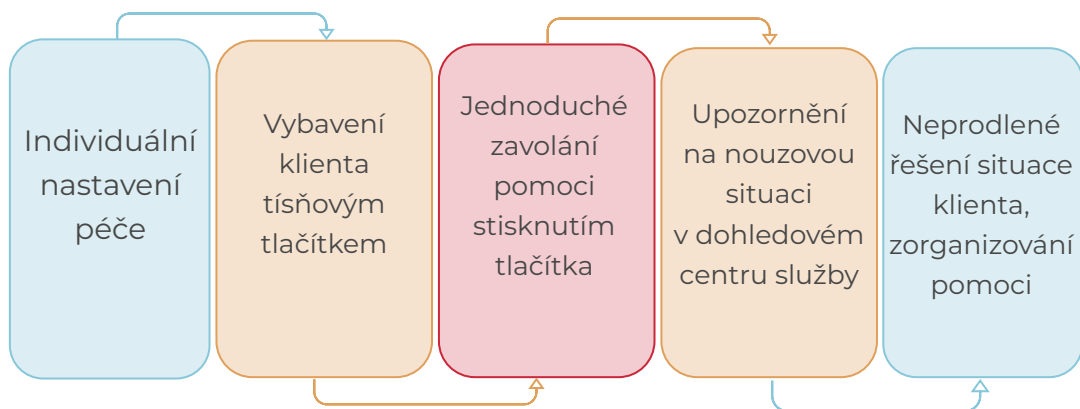 Individuální
nastavení
péče
Vybavení
klienta
tísňovým
tlačítkem
Jednoduché
zavolání
pomoci
stisknutím
tlačítka
Upozornění
na nouzovou
situaci
v dohledovém
centru služby
Neprodlené
řešení situace
klienta,
zorganizování
pomoci